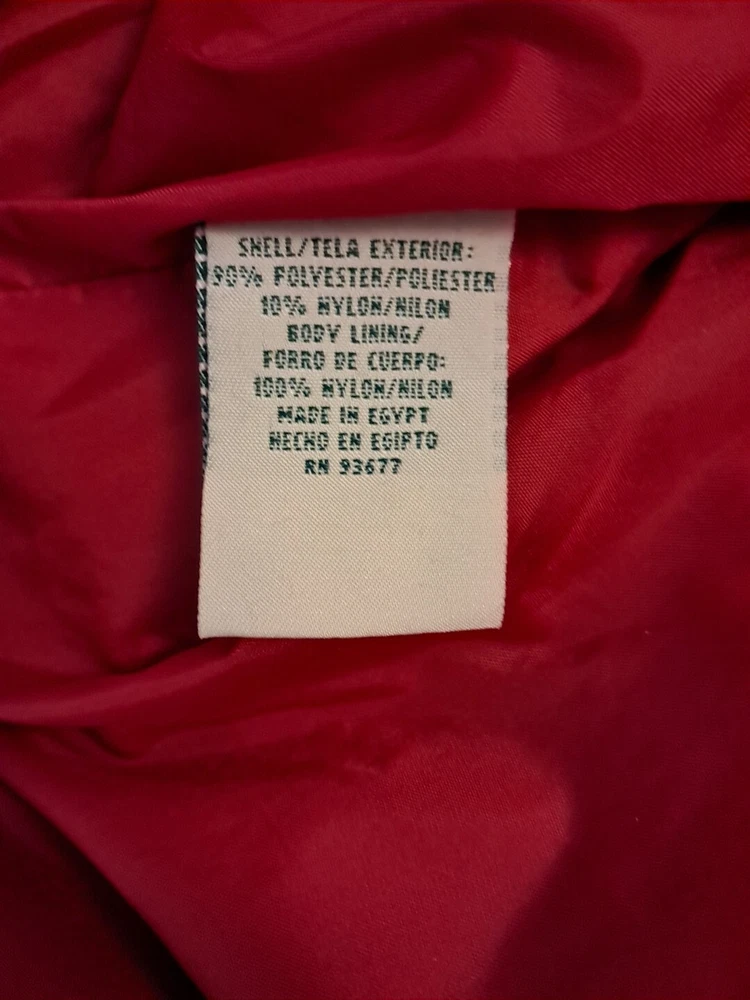 SHELL/TELA EXTERIOR:
90% POLYESTER/POLIESTER
10% NYLON/NILON
BODY LINING/
FORRO DE CUERPO:
100% NYLON/NILON
MADE IN EGYPT
HECHO EN EGIPTO
RN 93677